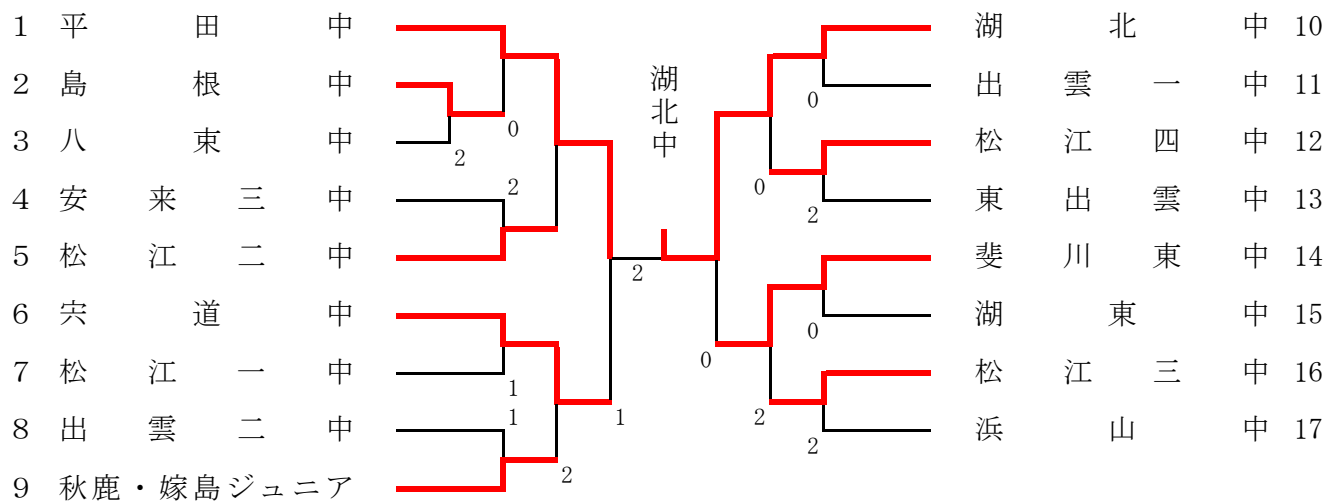 1 平田中
2 島根中
3 八束中
4 安来三中
5 松江二中
6 宍道中
7 松江一中
8 出雲二中
9 秋鹿・嫁島ジュニア
0
2
2
1
1
2
1
2
湖北中
0
0
2
0
0
2
2
湖北中 10
出雲一中 11
松江四中 12
東出雲中 13
斐川東中 14
湖東中 15
松江三中 16
浜山中 17